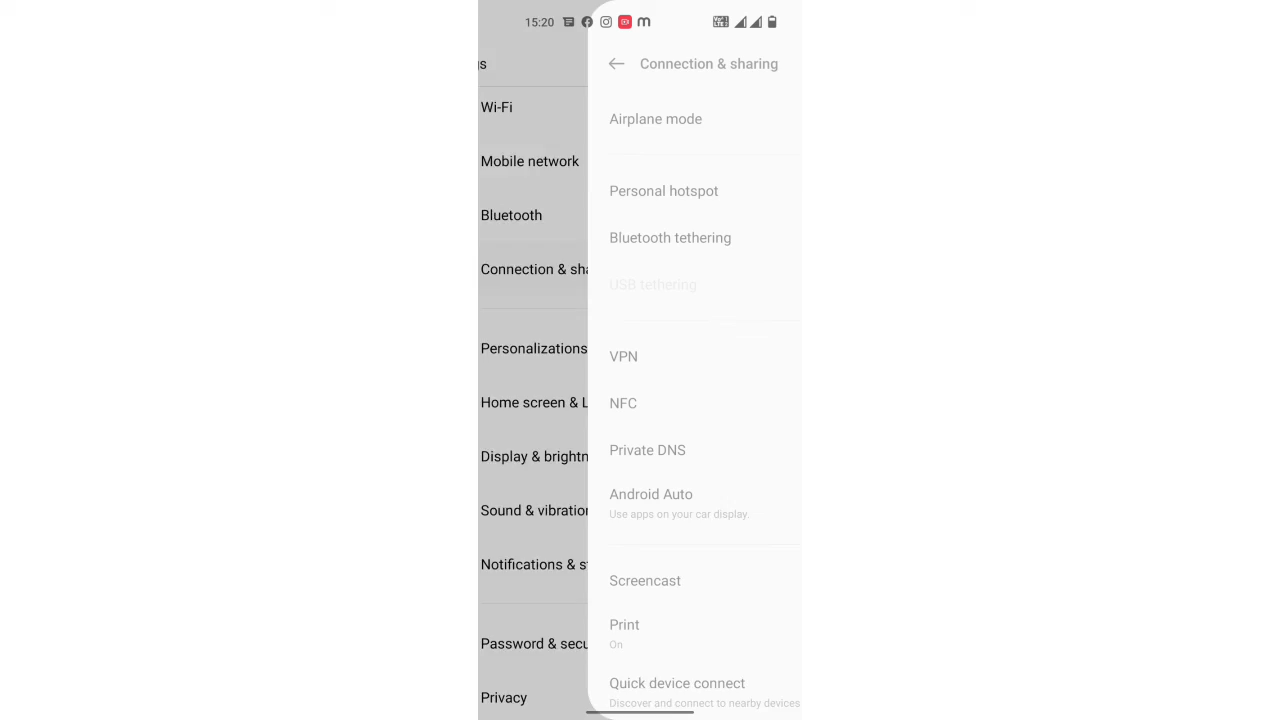 15:20
gs
Wi-Fi
Mobile network
Bluetooth
Connection & sha
Personalizations
Home screen & L
Display & brightn
Sound & vibration
Notifications & s
Password & secu
Privacy
Connection & sharing
Airplane mode
Personal hotspot
Bluetooth tethering
USB tethering
VPN
NFC
Private DNS
Android Auto
Use apps on your car display.
Screencast
Print
On
Quick device connect
Discover and connect to nearby devices